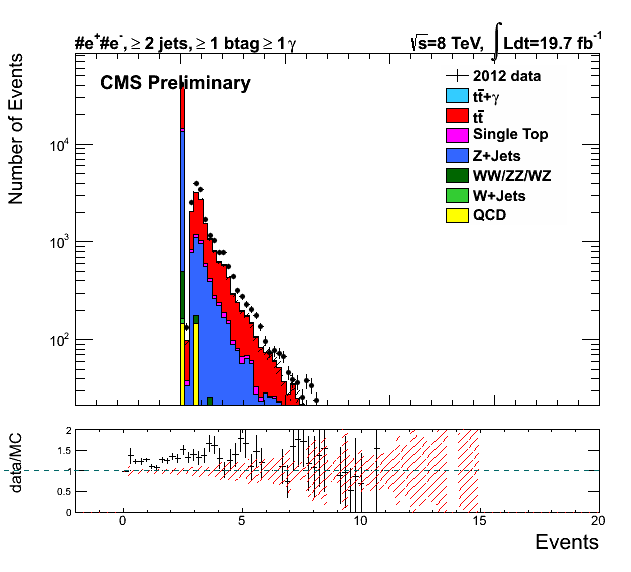 #e⁺#e⁻, ≥ 2 jets, ≥ 1 btag ≥ 1 γ
√s=8 TeV, ∫ Ldt=19.7 fb⁻¹
CMS Preliminary
2012 data
tt̄+γ
tt̄
Single Top
Z+Jets
WW/ZZ/WZ
W+Jets
QCD
Number of Events
10⁴
10³
10²
data/MC
2
1.5
1
0.5
0
0 5 10 15 20
Events